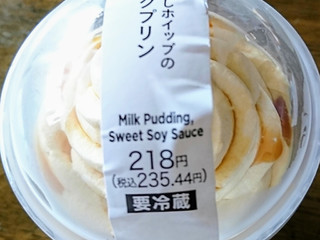 しホイップの
プリン
Milk Pudding,
Sweet Soy Sauce
218円
(税込235.44円)
要冷蔵